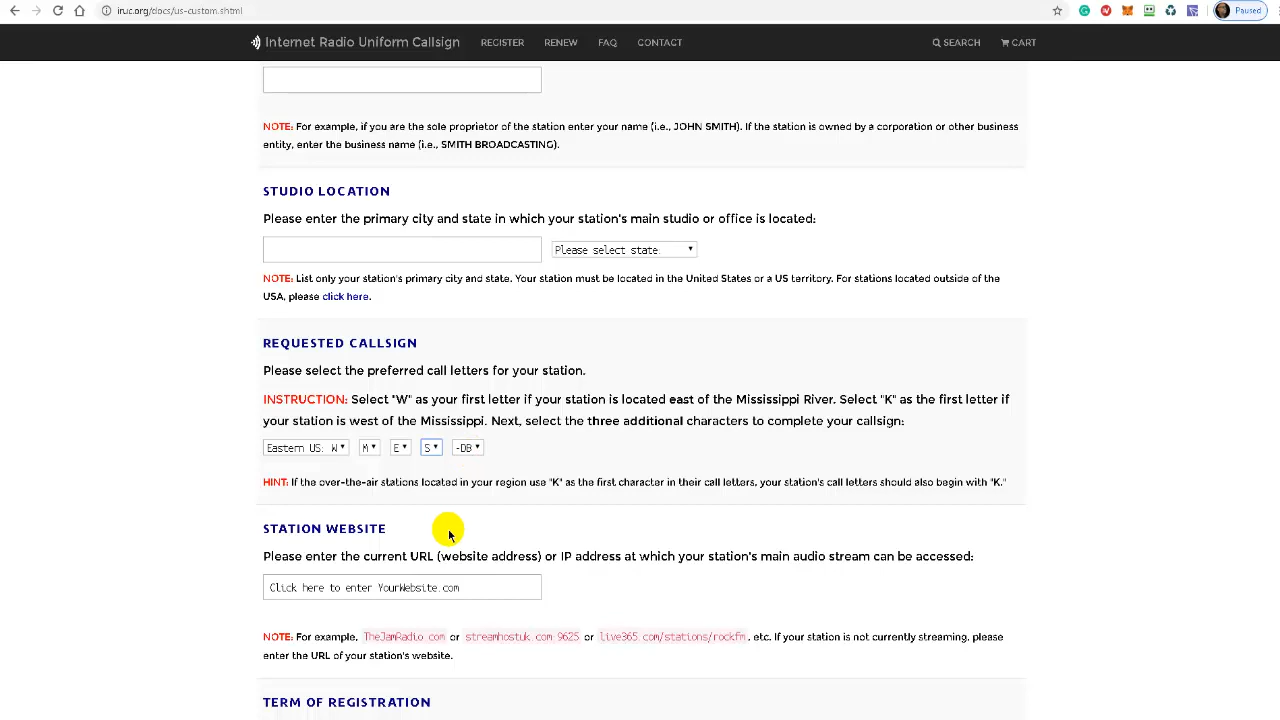 iruc.org/docs/us-custom.shtml
Paused
Internet Radio Uniform Callsign REGISTER RENEW FAQ CONTACT SEARCH CART
NOTE: For example, if you are the sole proprietor of the station enter your name (i.e., JOHN SMITH). If the station is owned by a corporation or other business
entity, enter the business name (i.e., SMITH BROADCASTING).
STUDIO LOCATION
Please enter the primary city and state in which your station's main studio or office is located:
Please select state:
NOTE: List only your station's primary city and state. Your station must be located in the United States or a US territory. For stations located outside of the
USA, please click here.
REQUESTED CALLSIGN
Please select the preferred call letters for your station.
INSTRUCTION: Select "W" as your first letter if your station is located east of the Mississippi River. Select "K" as the first letter if
your station is west of the Mississippi. Next, select the three additional characters to complete your callsign:
Eastern US: W M E S -DB
HINT: If the over-the-air stations located in your region use "K" as the first character in their call letters, your station's call letters should also begin with "K."
STATION WEBSITE
Please enter the current URL (website address) or IP address at which your station's main audio stream can be accessed:
Click here to enter YourWebsite.com
NOTE: For example, TheJamRadio.com or streamhostuk.com:9625 or live365.com/stations/rockfm, etc. If your station is not currently streaming, please
enter the URL of your station's website.
TERM OF REGISTRATION